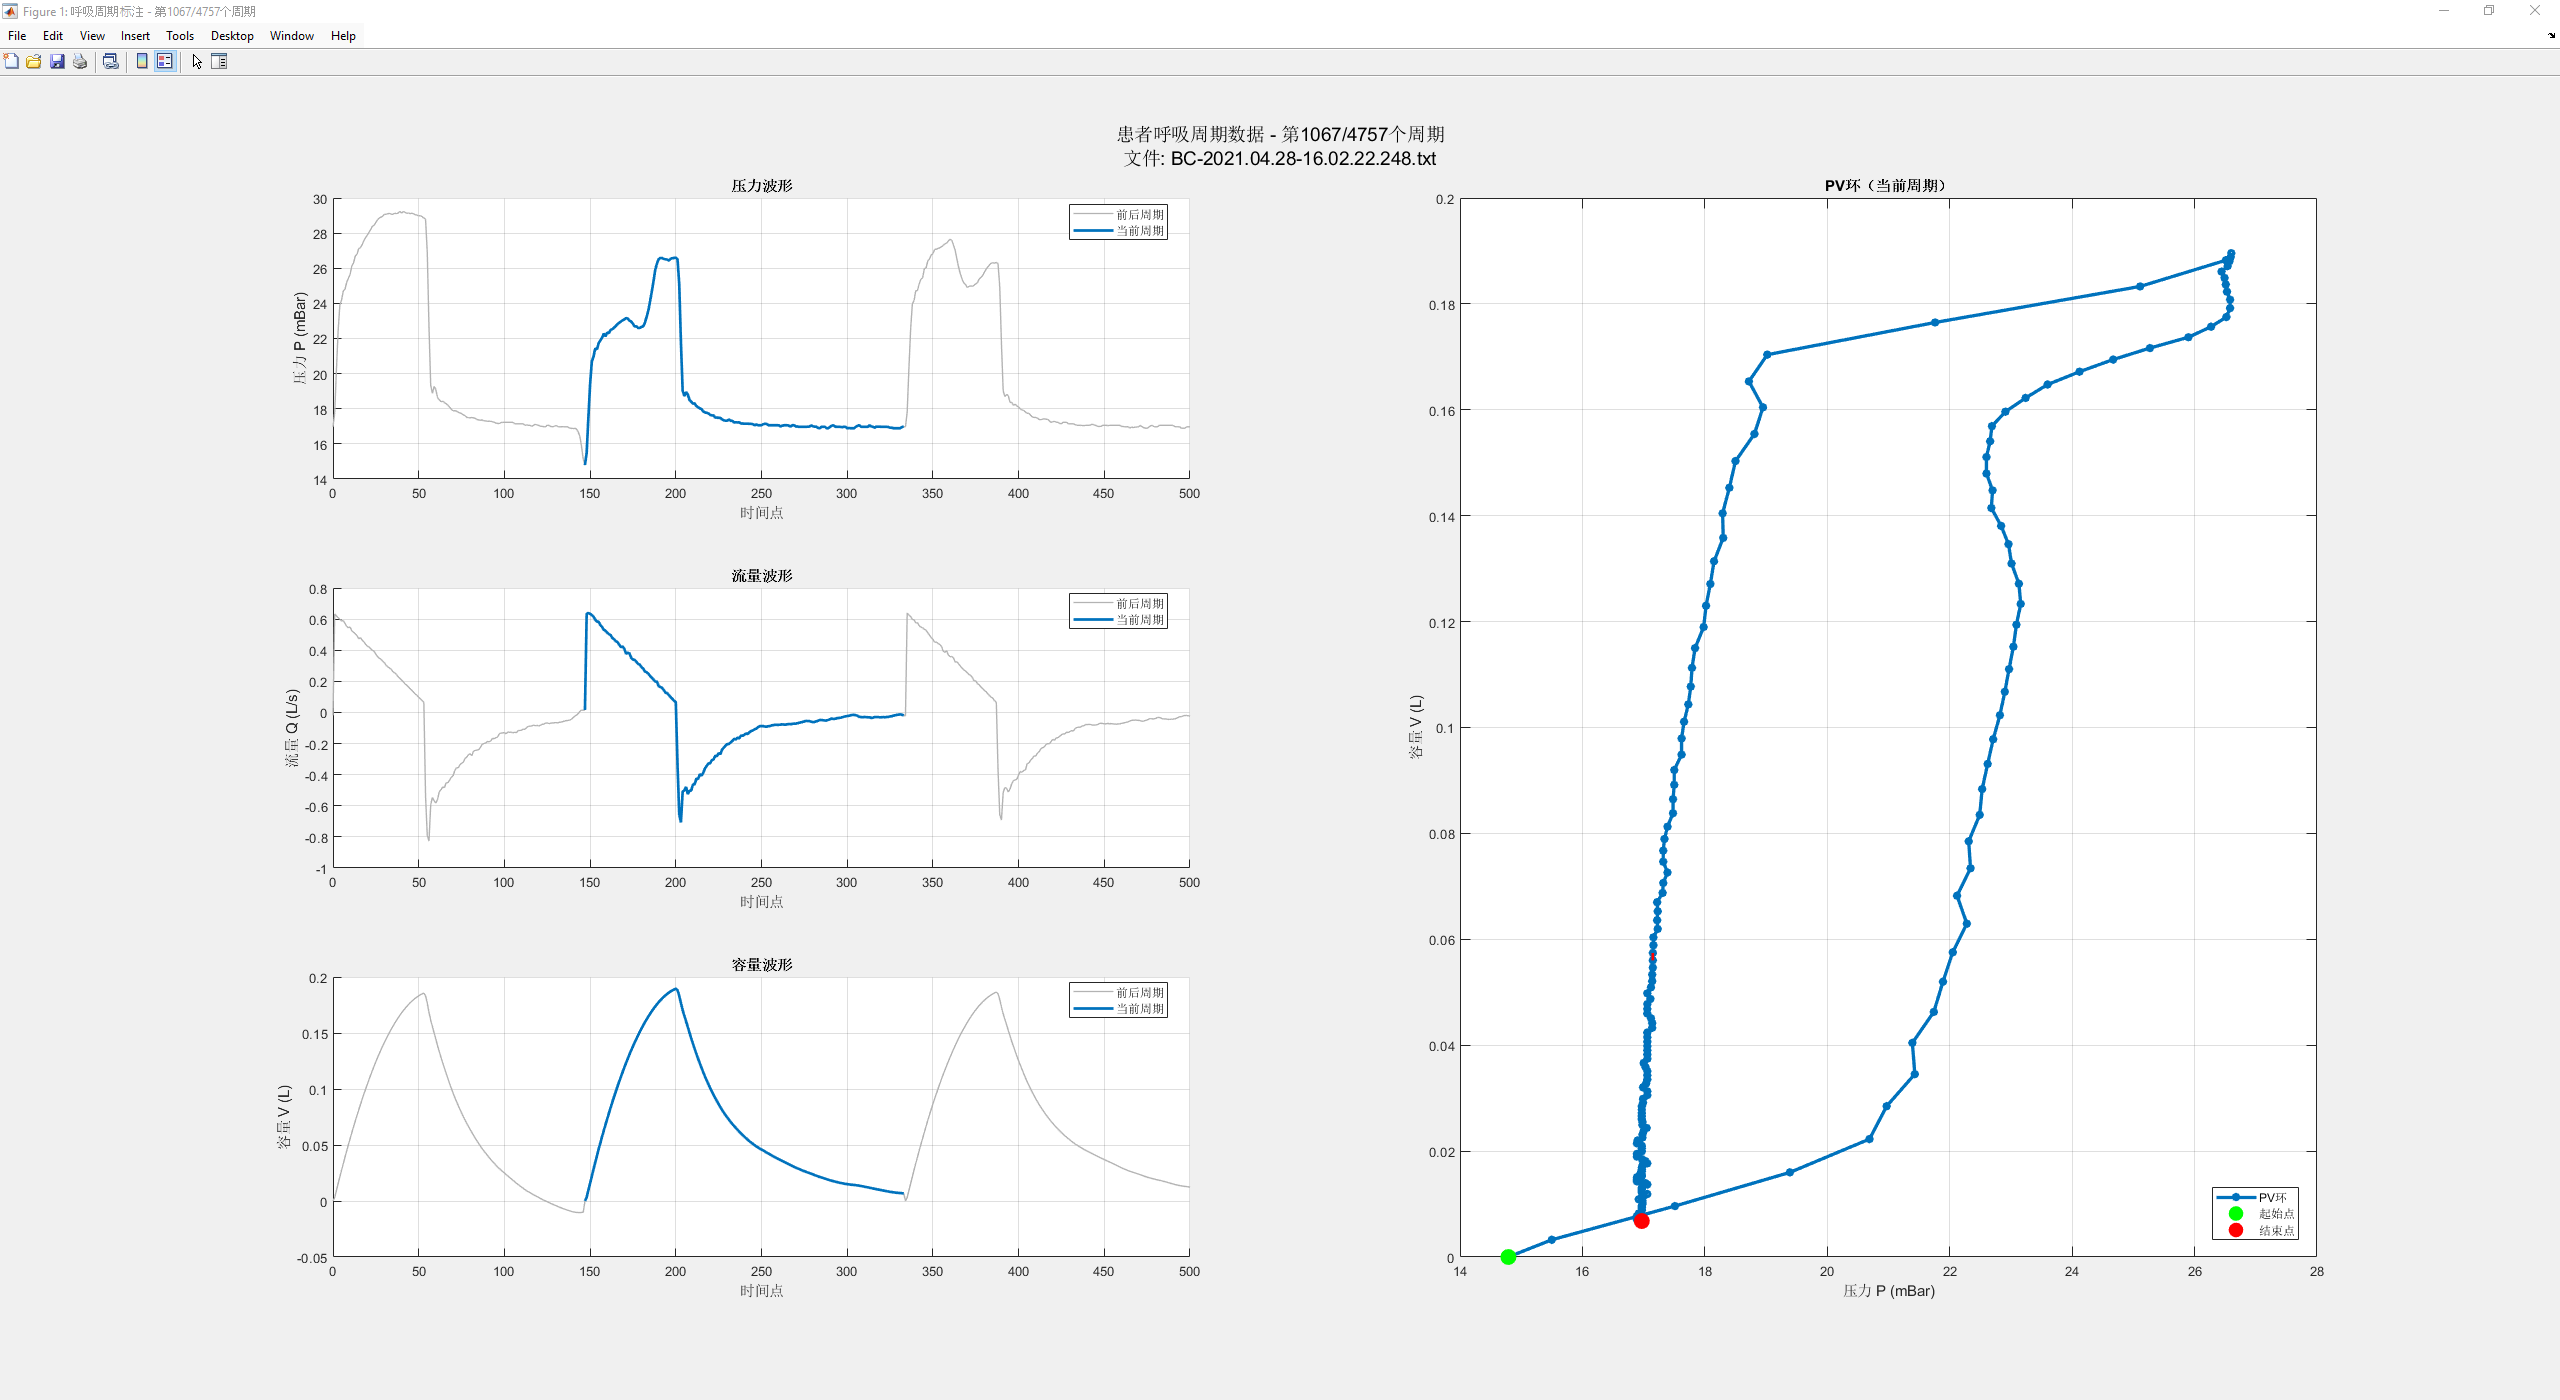 Figure 1: 呼吸周期标注 - 第1067/4757个周期
File Edit View Insert Tools Desktop Window Help
患者呼吸周期数据 - 第1067/4757个周期
文件: BC-2021.04.28-16.02.22.248.txt
压力波形
30
28
26
24
22
20
18
16
14
压力 P (mBar)
前后周期
当前周期
0 50 100 150 200 250 300 350 400 450 500
时间点
流量波形
0.8
0.6
0.4
0.2
0
-0.2
-0.4
-0.6
-0.8
-1
流量 Q (L/s)
前后周期
当前周期
0 50 100 150 200 250 300 350 400 450 500
时间点
容量波形
0.2
0.15
0.1
0.05
0
-0.05
容量 V (L)
前后周期
当前周期
0 50 100 150 200 250 300 350 400 450 500
时间点
PV环（当前周期）
0.2
0.18
0.16
0.14
0.12
0.1
0.08
0.06
0.04
0.02
0
容量 V (L)
PV环
起始点
结束点
14 16 18 20 22 24 26 28
压力 P (mBar)